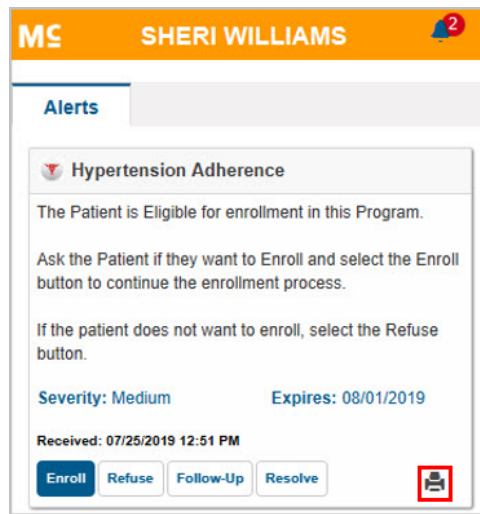 MC SHERI WILLIAMS 2
Alerts
Hypertension Adherence
The Patient is Eligible for enrollment in this Program.
Ask the Patient if they want to Enroll and select the Enroll
button to continue the enrollment process.
If the patient does not want to enroll, select the Refuse
button.
Severity: Medium Expires: 08/01/2019
Received: 07/25/2019 12:51 PM
Enroll Refuse Follow-Up Resolve